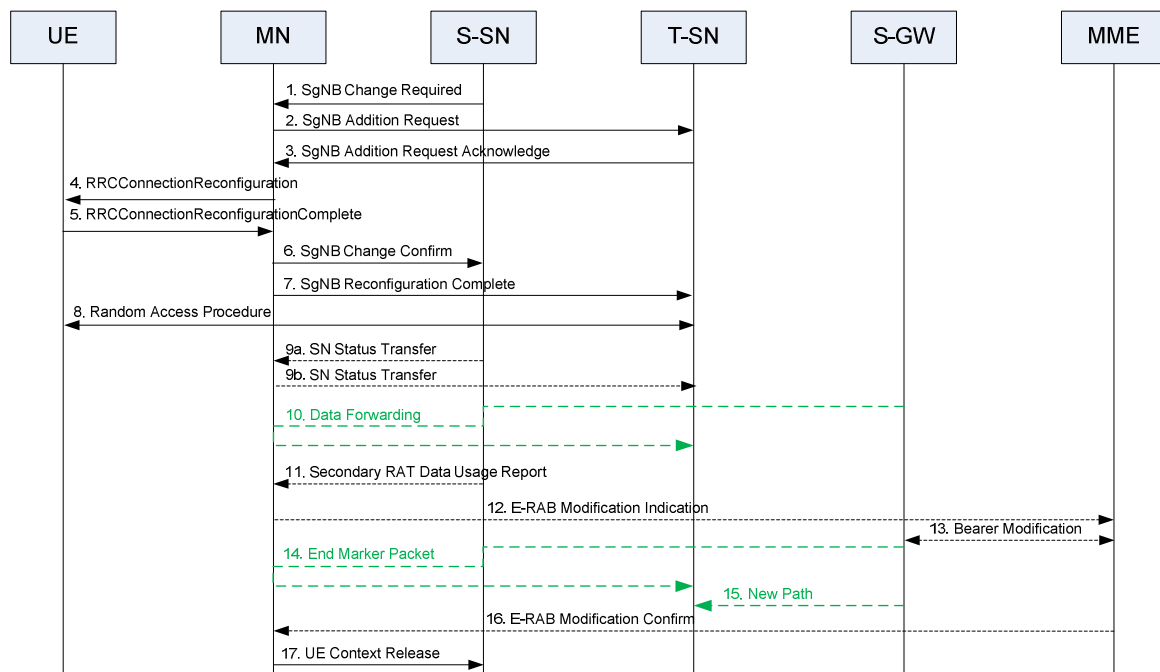 UE MN S-SN T-SN S-GW MME
1. SgNB Change Required
2. SgNB Addition Request
3. SgNB Addition Request Acknowledge
4. RRCConnectionReconfiguration
5. RRCConnectionReconfigurationComplete
6. SgNB Change Confirm
7. SgNB Reconfiguration Complete
8. Random Access Procedure
9a. SN Status Transfer
9b. SN Status Transfer
10. Data Forwarding
11. Secondary RAT Data Usage Report
12. E-RAB Modification Indication
13. Bearer Modification
14. End Marker Packet
15. New Path
16. E-RAB Modification Confirm
17. UE Context Release